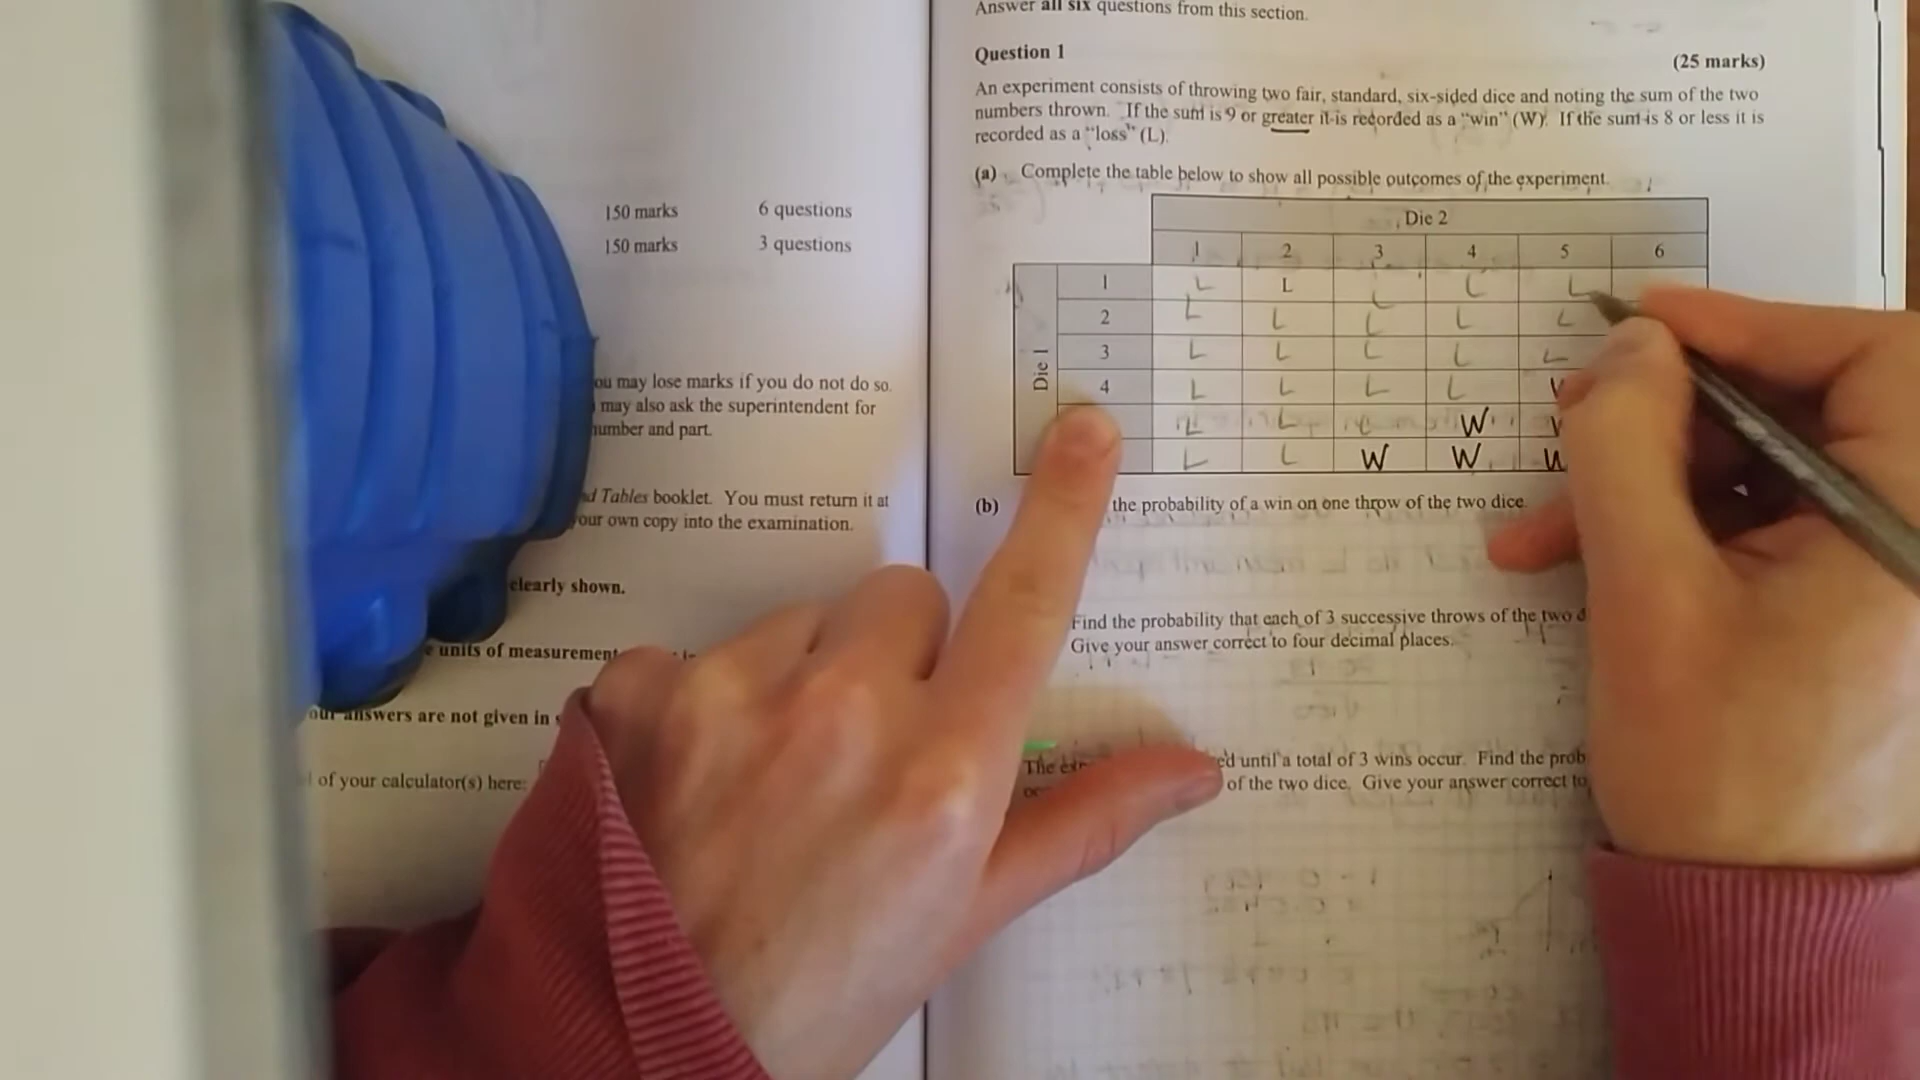 150 marks 6 questions
150 marks 3 questions
ou may lose marks if you do not do so.
may also ask the superintendent for
number and part.
Tables booklet. You must return it at
our own copy into the examination.
clearly shown.
units of measurement
answers are not given in
of your calculator(s) here:
Answer all six questions from this section.
Question 1
(25 marks)
An experiment consists of throwing two fair, standard, six-sided dice and noting the sum of the two
numbers thrown. If the sum is 9 or greater it is recorded as a "win" (W). If the sum is 8 or less it is
recorded as a "loss" (L).
(a) Complete the table below to show all possible outcomes of the experiment.
Die 2
1 2 3 4 5 6
Die 1
1 L L L L L
2 L L L L L
3 L L L L L
4 L L L L
L L L W
L L W W W
(b) the probability of a win on one throw of the two dice.
Find the probability that each of 3 successive throws of the two
Give your answer correct to four decimal places.
The until a total of 3 wins occur. Find the prob
of the two dice. Give your answer correct to